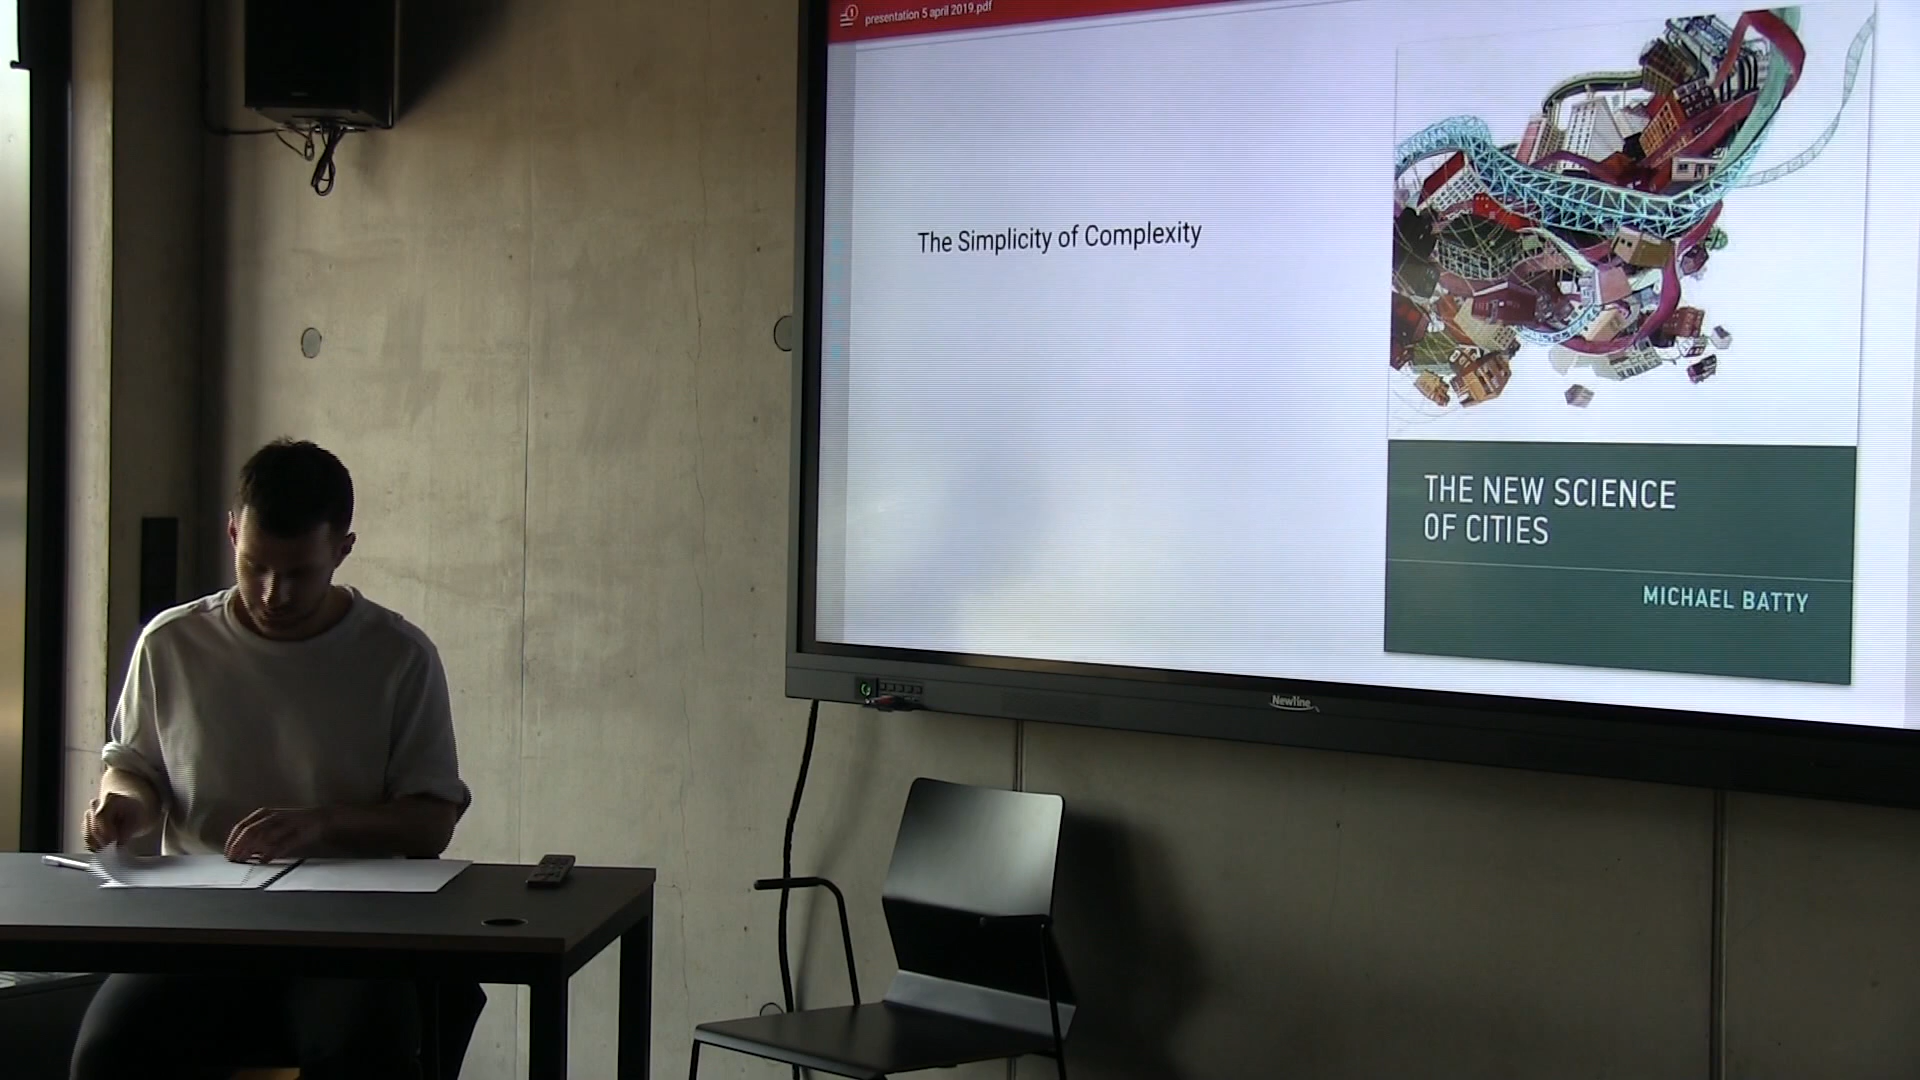 presentation 5 april 2019.pdf
The Simplicity of Complexity
THE NEW SCIENCE
OF CITIES
MICHAEL BATTY
Newline